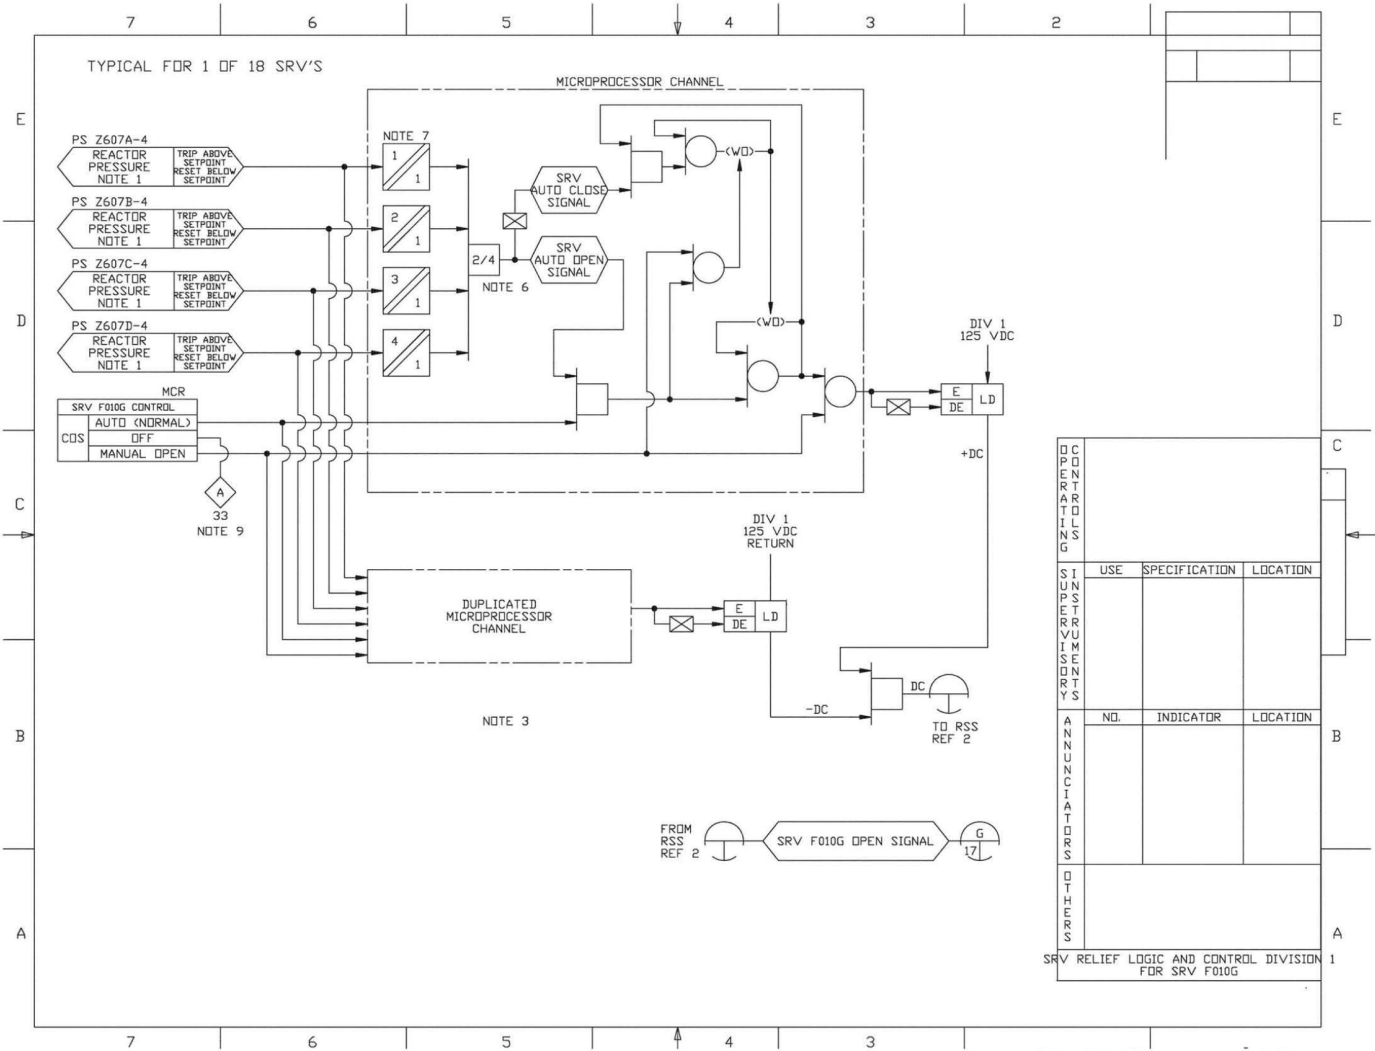 7 6 5 4 3 2
TYPICAL FOR 1 OF 18 SRV'S
MICROPROCESSOR CHANNEL
E
E
PS Z607A-4
REACTOR
PRESSURE
NOTE 1
TRIP ABOVE
SETPOINT
RESET BELOW
SETPOINT
NOTE 7
1
1
PS Z607B-4
REACTOR
PRESSURE
NOTE 1
TRIP ABOVE
SETPOINT
RESET BELOW
SETPOINT
2
1
PS Z607C-4
REACTOR
PRESSURE
NOTE 1
TRIP ABOVE
SETPOINT
RESET BELOW
SETPOINT
3
1
PS Z607D-4
REACTOR
PRESSURE
NOTE 1
TRIP ABOVE
SETPOINT
RESET BELOW
SETPOINT
4
1
2/4
NOTE 6
SRV
AUTO CLOSE
SIGNAL
SRV
AUTO OPEN
SIGNAL
(WO)
(WO)
D
D
DIV 1
125 VDC
E
DE
LD
+DC
MCR
SRV F010G CONTROL
COS
AUTO (NORMAL)
OFF
MANUAL OPEN
A
33
NOTE 9
C
C
DIV 1
125 VDC
RETURN
DUPLICATED
MICROPROCESSOR
CHANNEL
E
DE
LD
-DC
DC
TO RSS
REF 2
NOTE 3
B
B
FROM
RSS
REF 2
SRV F010G OPEN SIGNAL
G
17
OPERATING
CONTROLS
SUPERVISORY
INSTRUMENTS
USE SPECIFICATION LOCATION
ANNUNCIATORS
NO. INDICATOR LOCATION
OTHERS
A
A
SRV RELIEF LOGIC AND CONTROL DIVISION 1
FOR SRV F010G
7 6 5 4 3